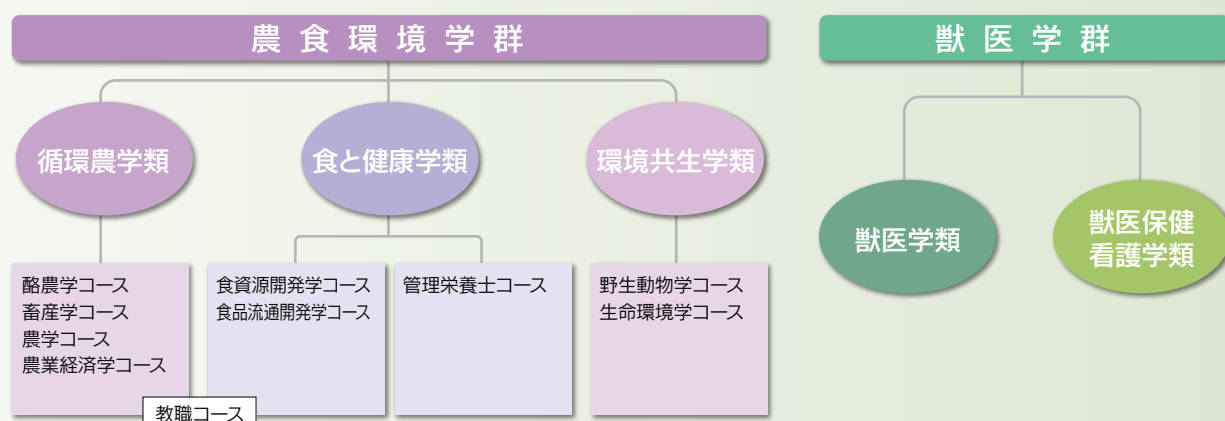 農食環境学群
獣医学群
循環農学類
食と健康学類
環境共生学類
獣医学類
獣医保健
看護学類
酪農学コース
畜産学コース
農学コース
農業経済学コース
食資源開発学コース
食品流通開発学コース
管理栄養士コース
野生動物学コース
生命環境学コース
教職コース